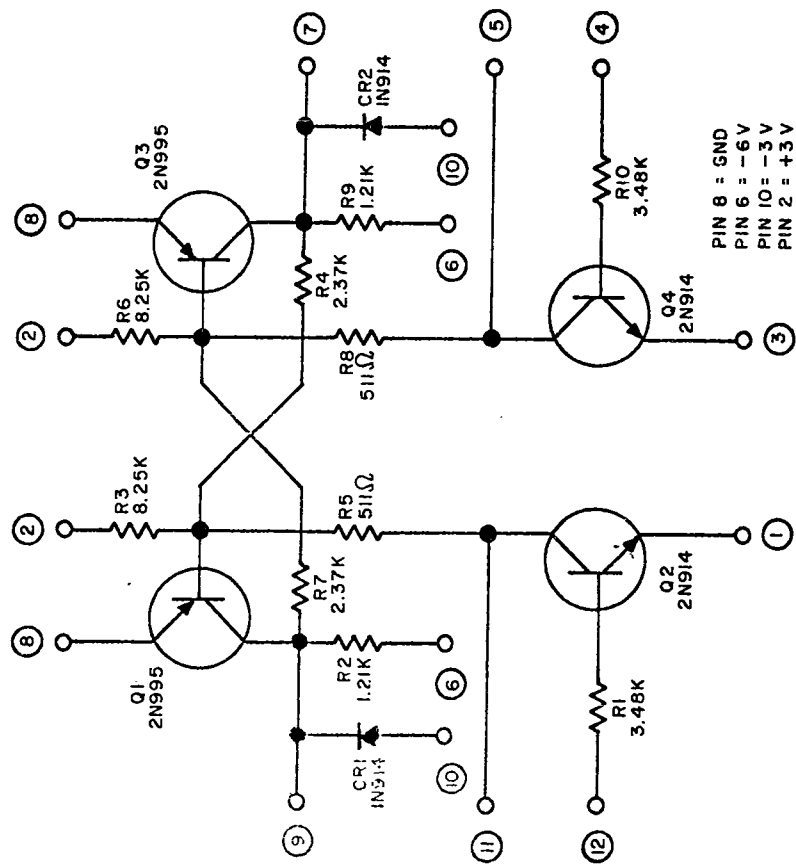 8
2
2
8
Q1
2N995
R3
8.25K
R6
8.25K
Q3
2N995
9
CR1
1N914
10
R2
1.21K
6
R7
2.37K
R5
511Ω
R8
511Ω
R4
2.37K
R9
1.21K
6
CR2
1N914
10
7
11
5
12
R1
3.48K
Q2
2N914
1
Q4
2N914
3
R10
3.48K
4
PIN 8 = GND
PIN 6 = -6V
PIN 10 = -3V
PIN 2 = +3V